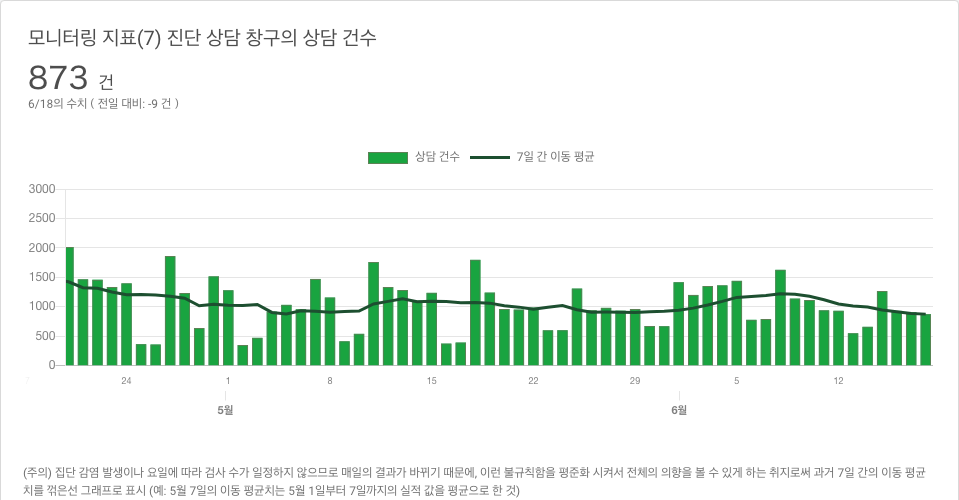 모니터링 지표(7) 진단 상담 창구의 상담 건수
873 건
6/18의 수치 ( 전일 대비: -9 건 )
상담 건수 7일 간 이동 평균
3000
2500
2000
1500
1000
500
0
24 1 8 15 22 29 5 12
5월 6월
(주의) 집단 감염 발생이나 요일에 따라 검사 수가 일정하지 않으므로 매일의 결과가 바뀌기 때문에, 이런 불규칙함을 평준화 시켜서 전체의 의향을 볼 수 있게 하는 취지로써 과거 7일 간의 이동 평균
치를 꺾은선 그래프로 표시 (예: 5월 7일의 이동 평균치는 5월 1일부터 7일까지의 실적 값을 평균으로 한 것)